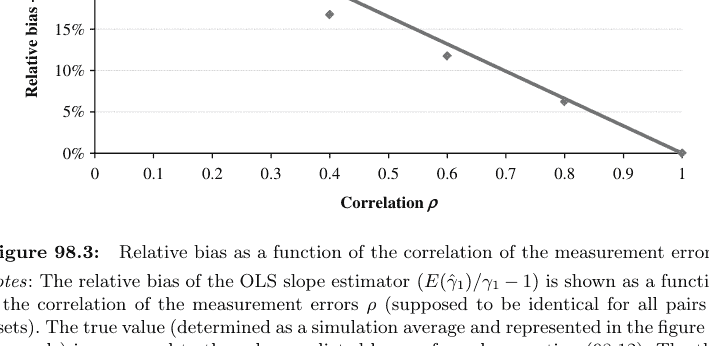 Relative bias -
15%
10%
5%
0%
0 0.1 0.2 0.3 0.4 0.5 0.6 0.7 0.8 0.9 1
Correlation ρ
igure 98.3: Relative bias as a function of the correlation of the measurement error
otes: The relative bias of the OLS slope estimator (E(γ̂₁)/γ₁ − 1) is shown as a functi
the correlation of the measurement errors ρ (supposed to be identical for all pairs
sets). The true value (determined as a simulation average and represented in the figure